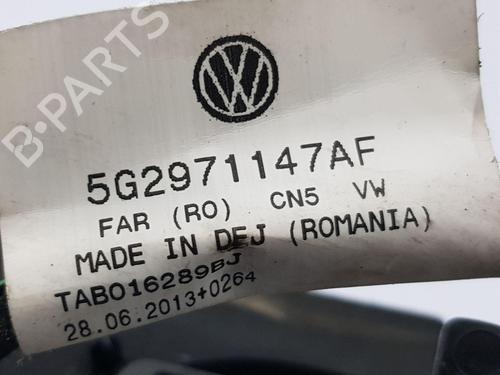 B-PARTS
5G2971147AF
FAR (RO) CN5 VW
MADE IN DEJ (ROMANIA)
TAB016289BJ
28.06.2013+0264